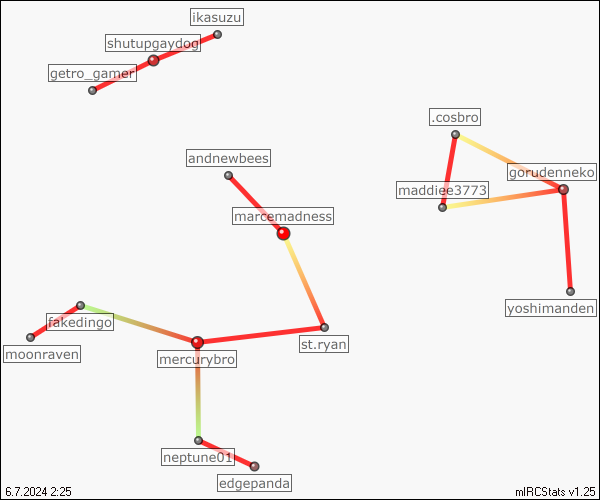 ikasuzu
shutupgaydog
getro_gamer
.cosbro
andnewbees
gorudenneko
maddiee3773
marcemadness
yoshimanden
fakedingo
st.ryan
moonraven
mercurybro
neptune01
edgepanda
6.7.2024 2:25
mIRCStats v1.25